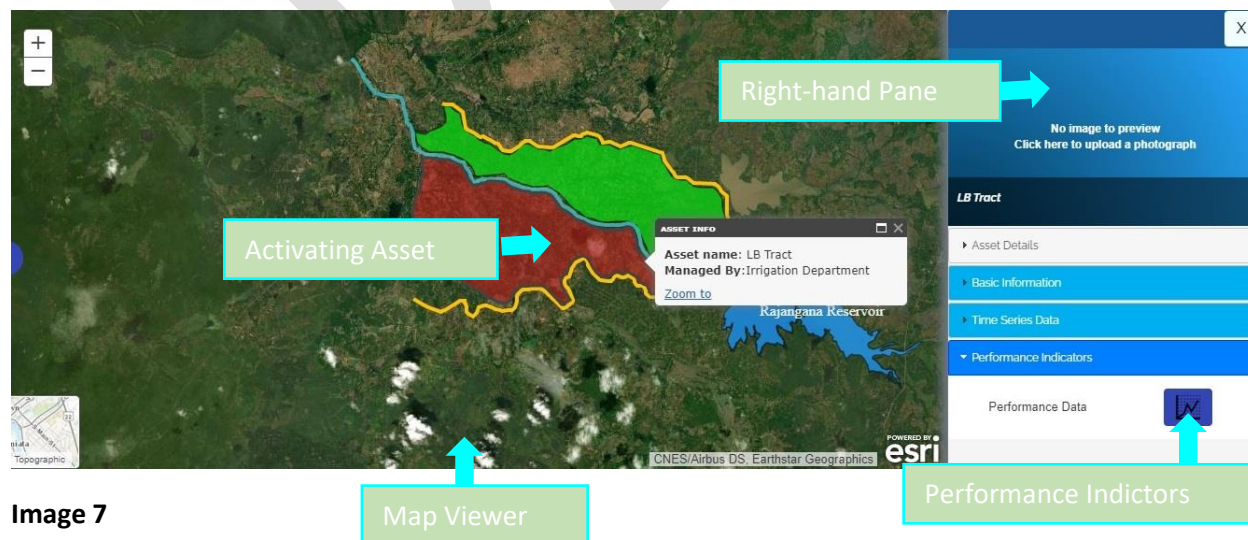 +
−
Right-hand Pane
X
No image to preview
Click here to upload a photograph
LB Tract
Activating Asset
ASSET INFO
Asset name: LB Tract
Managed By:Irrigation Department
Zoom to
Rajangana Reservoir
Asset Details
Basic Information
Time Series Data
Performance Indicators
Performance Data
Topographic
CNES/Airbus DS, Earthstar Geographics
POWERED BY
esri
Performance Indictors
Map Viewer
Image 7